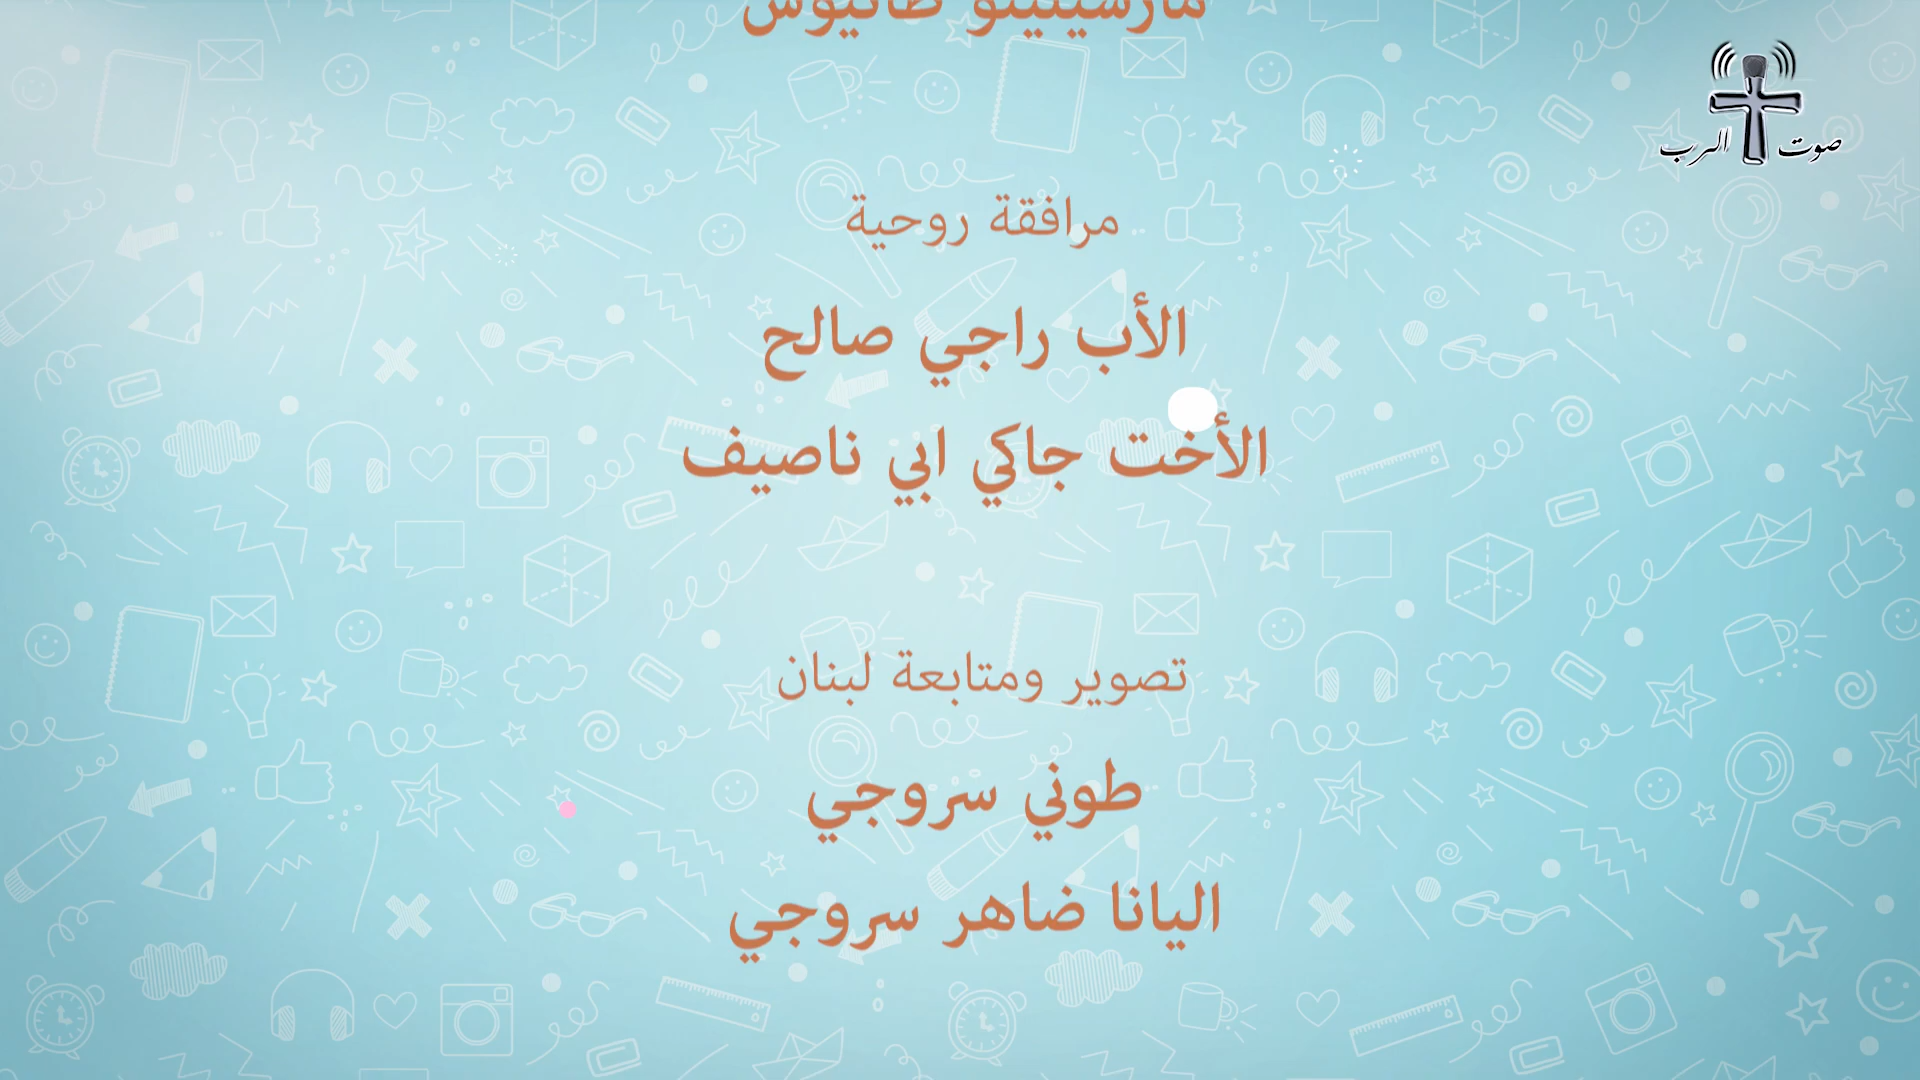 صوت الرب
مرافقة روحية
الأب راجي صالح
الأخت جاكي ابي ناصيف
تصوير ومتابعة لبنان
طوني سروجي
اليانا ضاهر سروجي